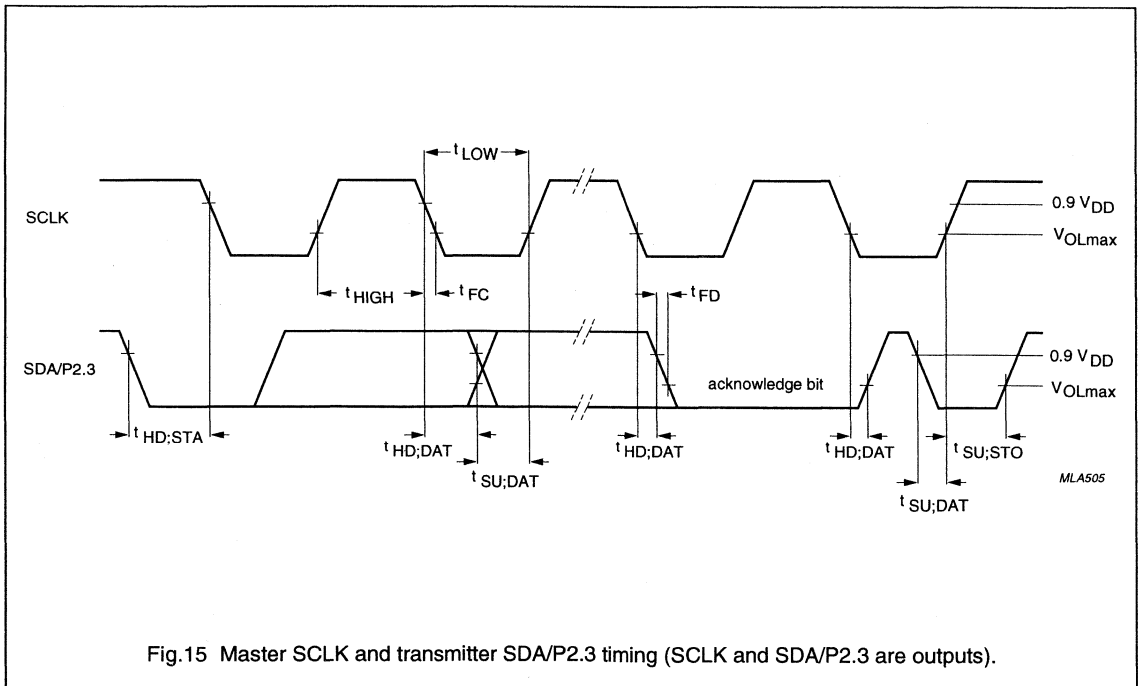 t LOW
SCLK
0.9 VDD
VOLmax
t HIGH
t FC
t FD
SDA/P2.3
0.9 VDD
acknowledge bit
VOLmax
t HD;STA
t HD;DAT
t HD;DAT
t HD;DAT
t SU;STO
t SU;DAT
MLA505
t SU;DAT
Fig.15 Master SCLK and transmitter SDA/P2.3 timing (SCLK and SDA/P2.3 are outputs).